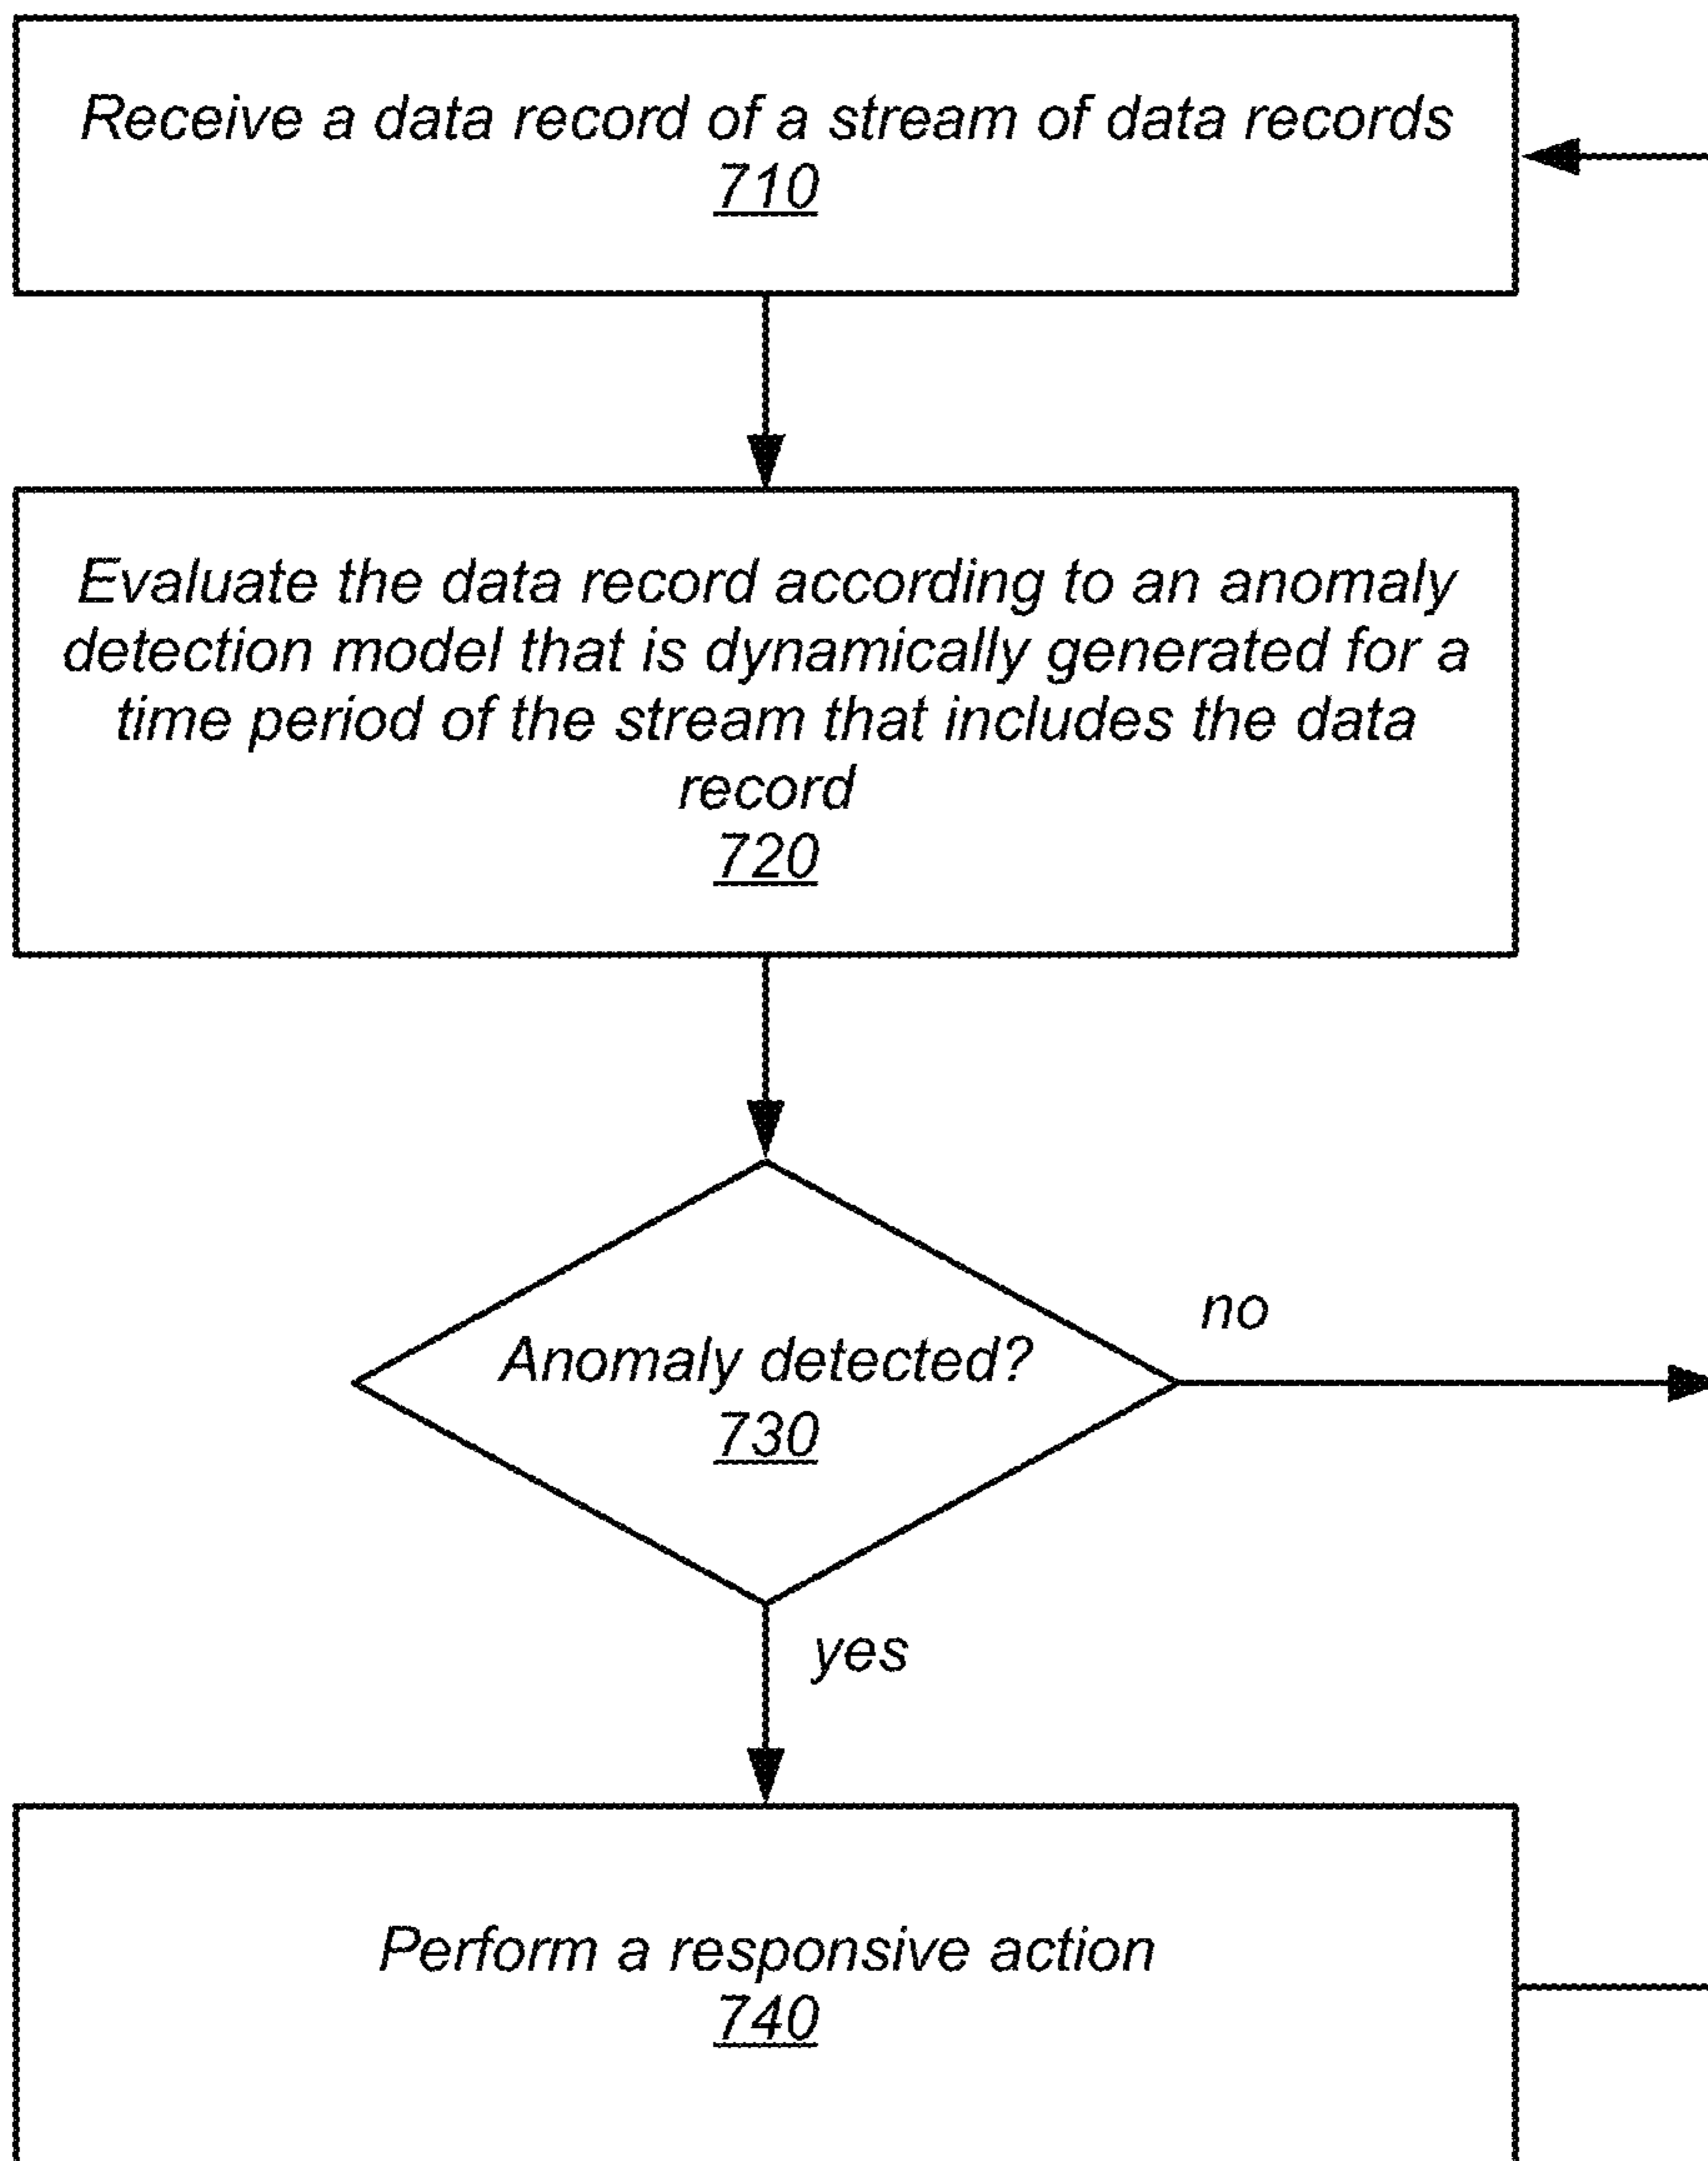 Receive a data record of a stream of data records
710
Evaluate the data record according to an anomaly
detection model that is dynamically generated for a
time period of the stream that includes the data
record
720
Anomaly detected?
730
no
yes
Perform a responsive action
740